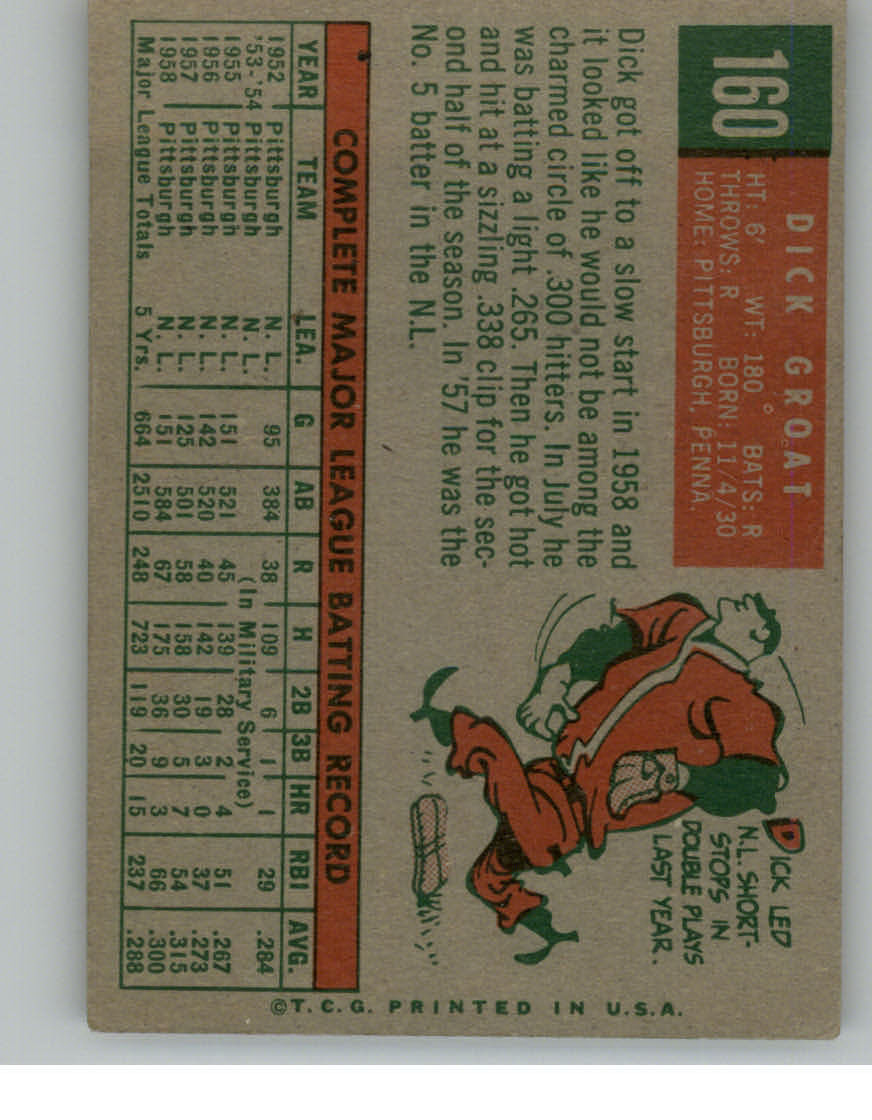 160
DICK GROAT
HT: 6' WT: 180 BATS: R
THROWS: R BORN: 11/4/30
HOME: PITTSBURGH, PENNA.
Dick got off to a slow start in 1958 and
it looked like he would not be among the
charmed circle of .300 hitters. In July he
was batting a light .265. Then he got hot
and hit at a sizzling .338 clip for the sec-
ond half of the season. In '57 he was the
No. 5 batter in the N.L.
DICK LED
N.L. SHORT-
STOPS IN
DOUBLE PLAYS
LAST YEAR.
COMPLETE MAJOR LEAGUE BATTING RECORD
YEAR TEAM LEA. G AB R H 2B 3B HR RBI AVG.
1952 Pittsburgh N. L. 95 384 38 109 6 1 1 29 .284
'53-'54 Pittsburgh N. L. (In Military Service)
1955 Pittsburgh N. L. 151 521 45 139 28 2 4 51 .267
1956 Pittsburgh N. L. 142 520 40 142 19 3 0 37 .273
1957 Pittsburgh N. L. 125 501 58 158 30 5 7 54 .315
1958 Pittsburgh N. L. 151 584 67 175 36 9 3 66 .300
Major League Totals 5 Yrs. 664 2510 248 723 119 20 15 237 .288
©T.C.G. PRINTED IN U.S.A.